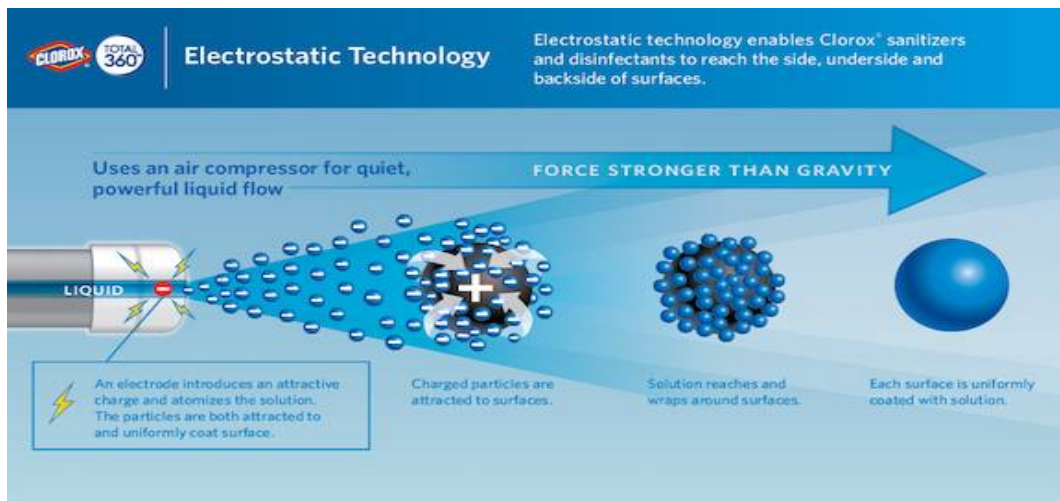 CLOROX®
TOTAL
360°
Electrostatic Technology
Electrostatic technology enables Clorox® sanitizers
and disinfectants to reach the side, underside and
backside of surfaces.
Uses an air compressor for quiet,
powerful liquid flow
FORCE STRONGER THAN GRAVITY
LIQUID
An electrode introduces an attractive
charge and atomizes the solution.
The particles are both attracted to
and uniformly coat surface.
Charged particles are
attracted to surfaces.
Solution reaches and
wraps around surfaces.
Each surface is uniformly
coated with solution.